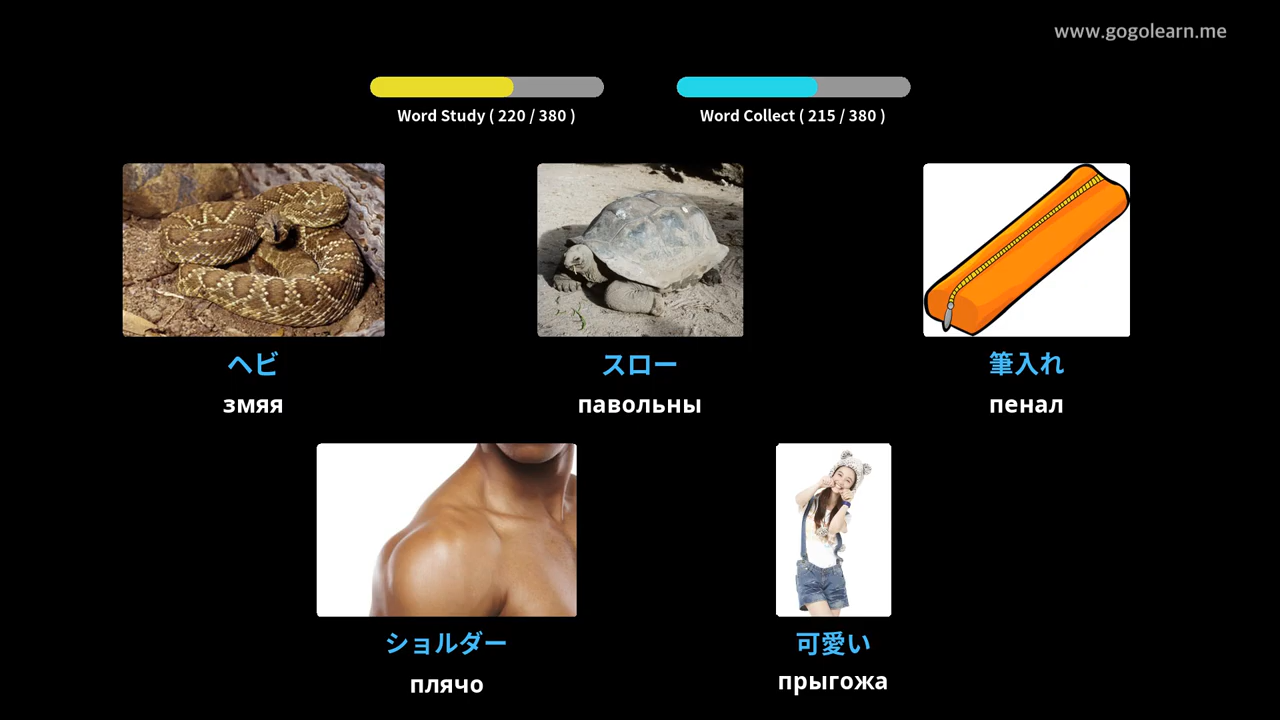 www.gogolearn.me
Word Study ( 220 / 380 )
Word Collect ( 215 / 380 )
ヘビ
スロー
筆入れ
змяя
павольны
пенал
ショルダー
可愛い
плячо
прыгожа